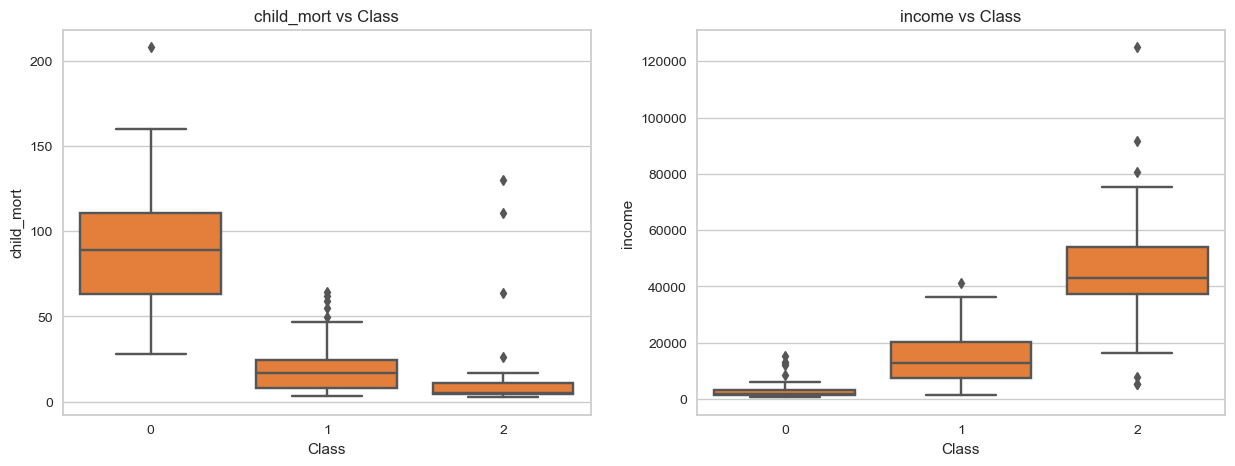 child_mort vs Class
200
150
100
50
0
child_mort
0 1 2
Class
income vs Class
120000
100000
80000
60000
40000
20000
0
income
0 1 2
Class